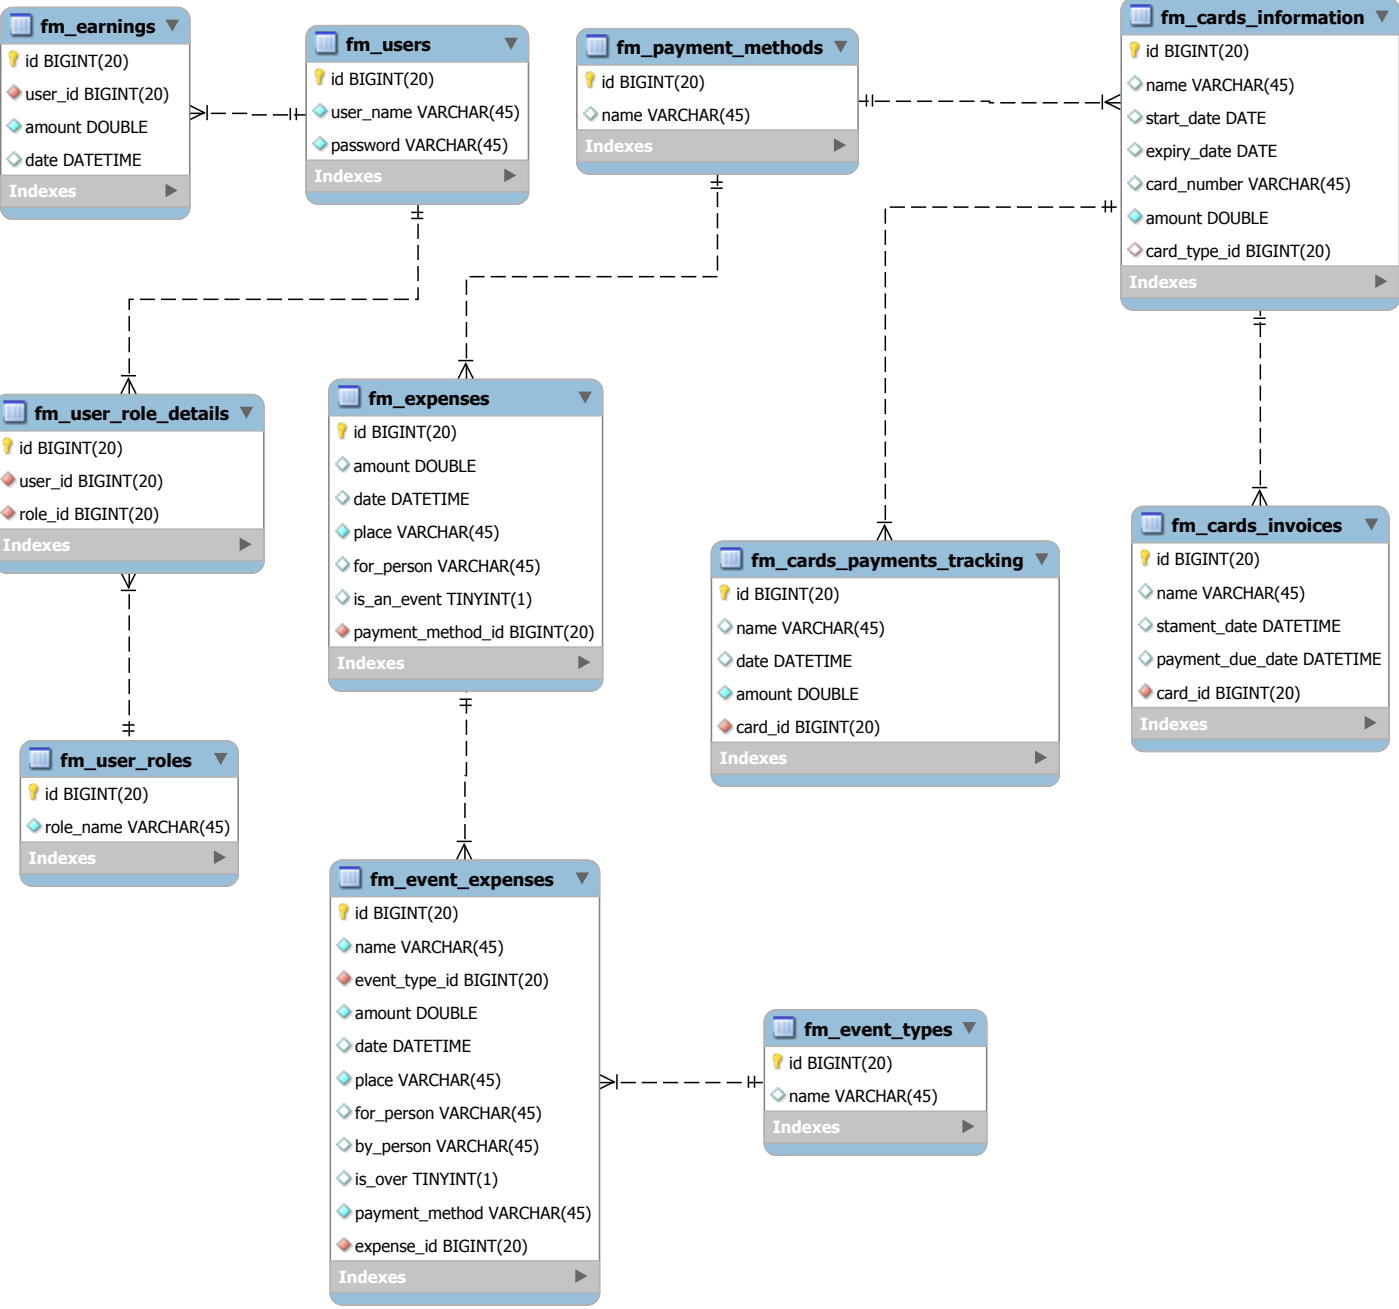 fm_earnings
id BIGINT(20)
user_id BIGINT(20)
amount DOUBLE
date DATETIME
Indexes
fm_users
id BIGINT(20)
user_name VARCHAR(45)
password VARCHAR(45)
Indexes
fm_payment_methods
id BIGINT(20)
name VARCHAR(45)
Indexes
fm_cards_information
id BIGINT(20)
name VARCHAR(45)
start_date DATE
expiry_date DATE
card_number VARCHAR(45)
amount DOUBLE
card_type_id BIGINT(20)
Indexes
fm_user_role_details
id BIGINT(20)
user_id BIGINT(20)
role_id BIGINT(20)
Indexes
fm_expenses
id BIGINT(20)
amount DOUBLE
date DATETIME
place VARCHAR(45)
for_person VARCHAR(45)
is_an_event TINYINT(1)
payment_method_id BIGINT(20)
Indexes
fm_cards_payments_tracking
id BIGINT(20)
name VARCHAR(45)
date DATETIME
amount DOUBLE
card_id BIGINT(20)
Indexes
fm_cards_invoices
id BIGINT(20)
name VARCHAR(45)
stament_date DATETIME
payment_due_date DATETIME
card_id BIGINT(20)
Indexes
fm_user_roles
id BIGINT(20)
role_name VARCHAR(45)
Indexes
fm_event_expenses
id BIGINT(20)
name VARCHAR(45)
event_type_id BIGINT(20)
amount DOUBLE
date DATETIME
place VARCHAR(45)
for_person VARCHAR(45)
by_person VARCHAR(45)
is_over TINYINT(1)
payment_method VARCHAR(45)
expense_id BIGINT(20)
Indexes
fm_event_types
id BIGINT(20)
name VARCHAR(45)
Indexes